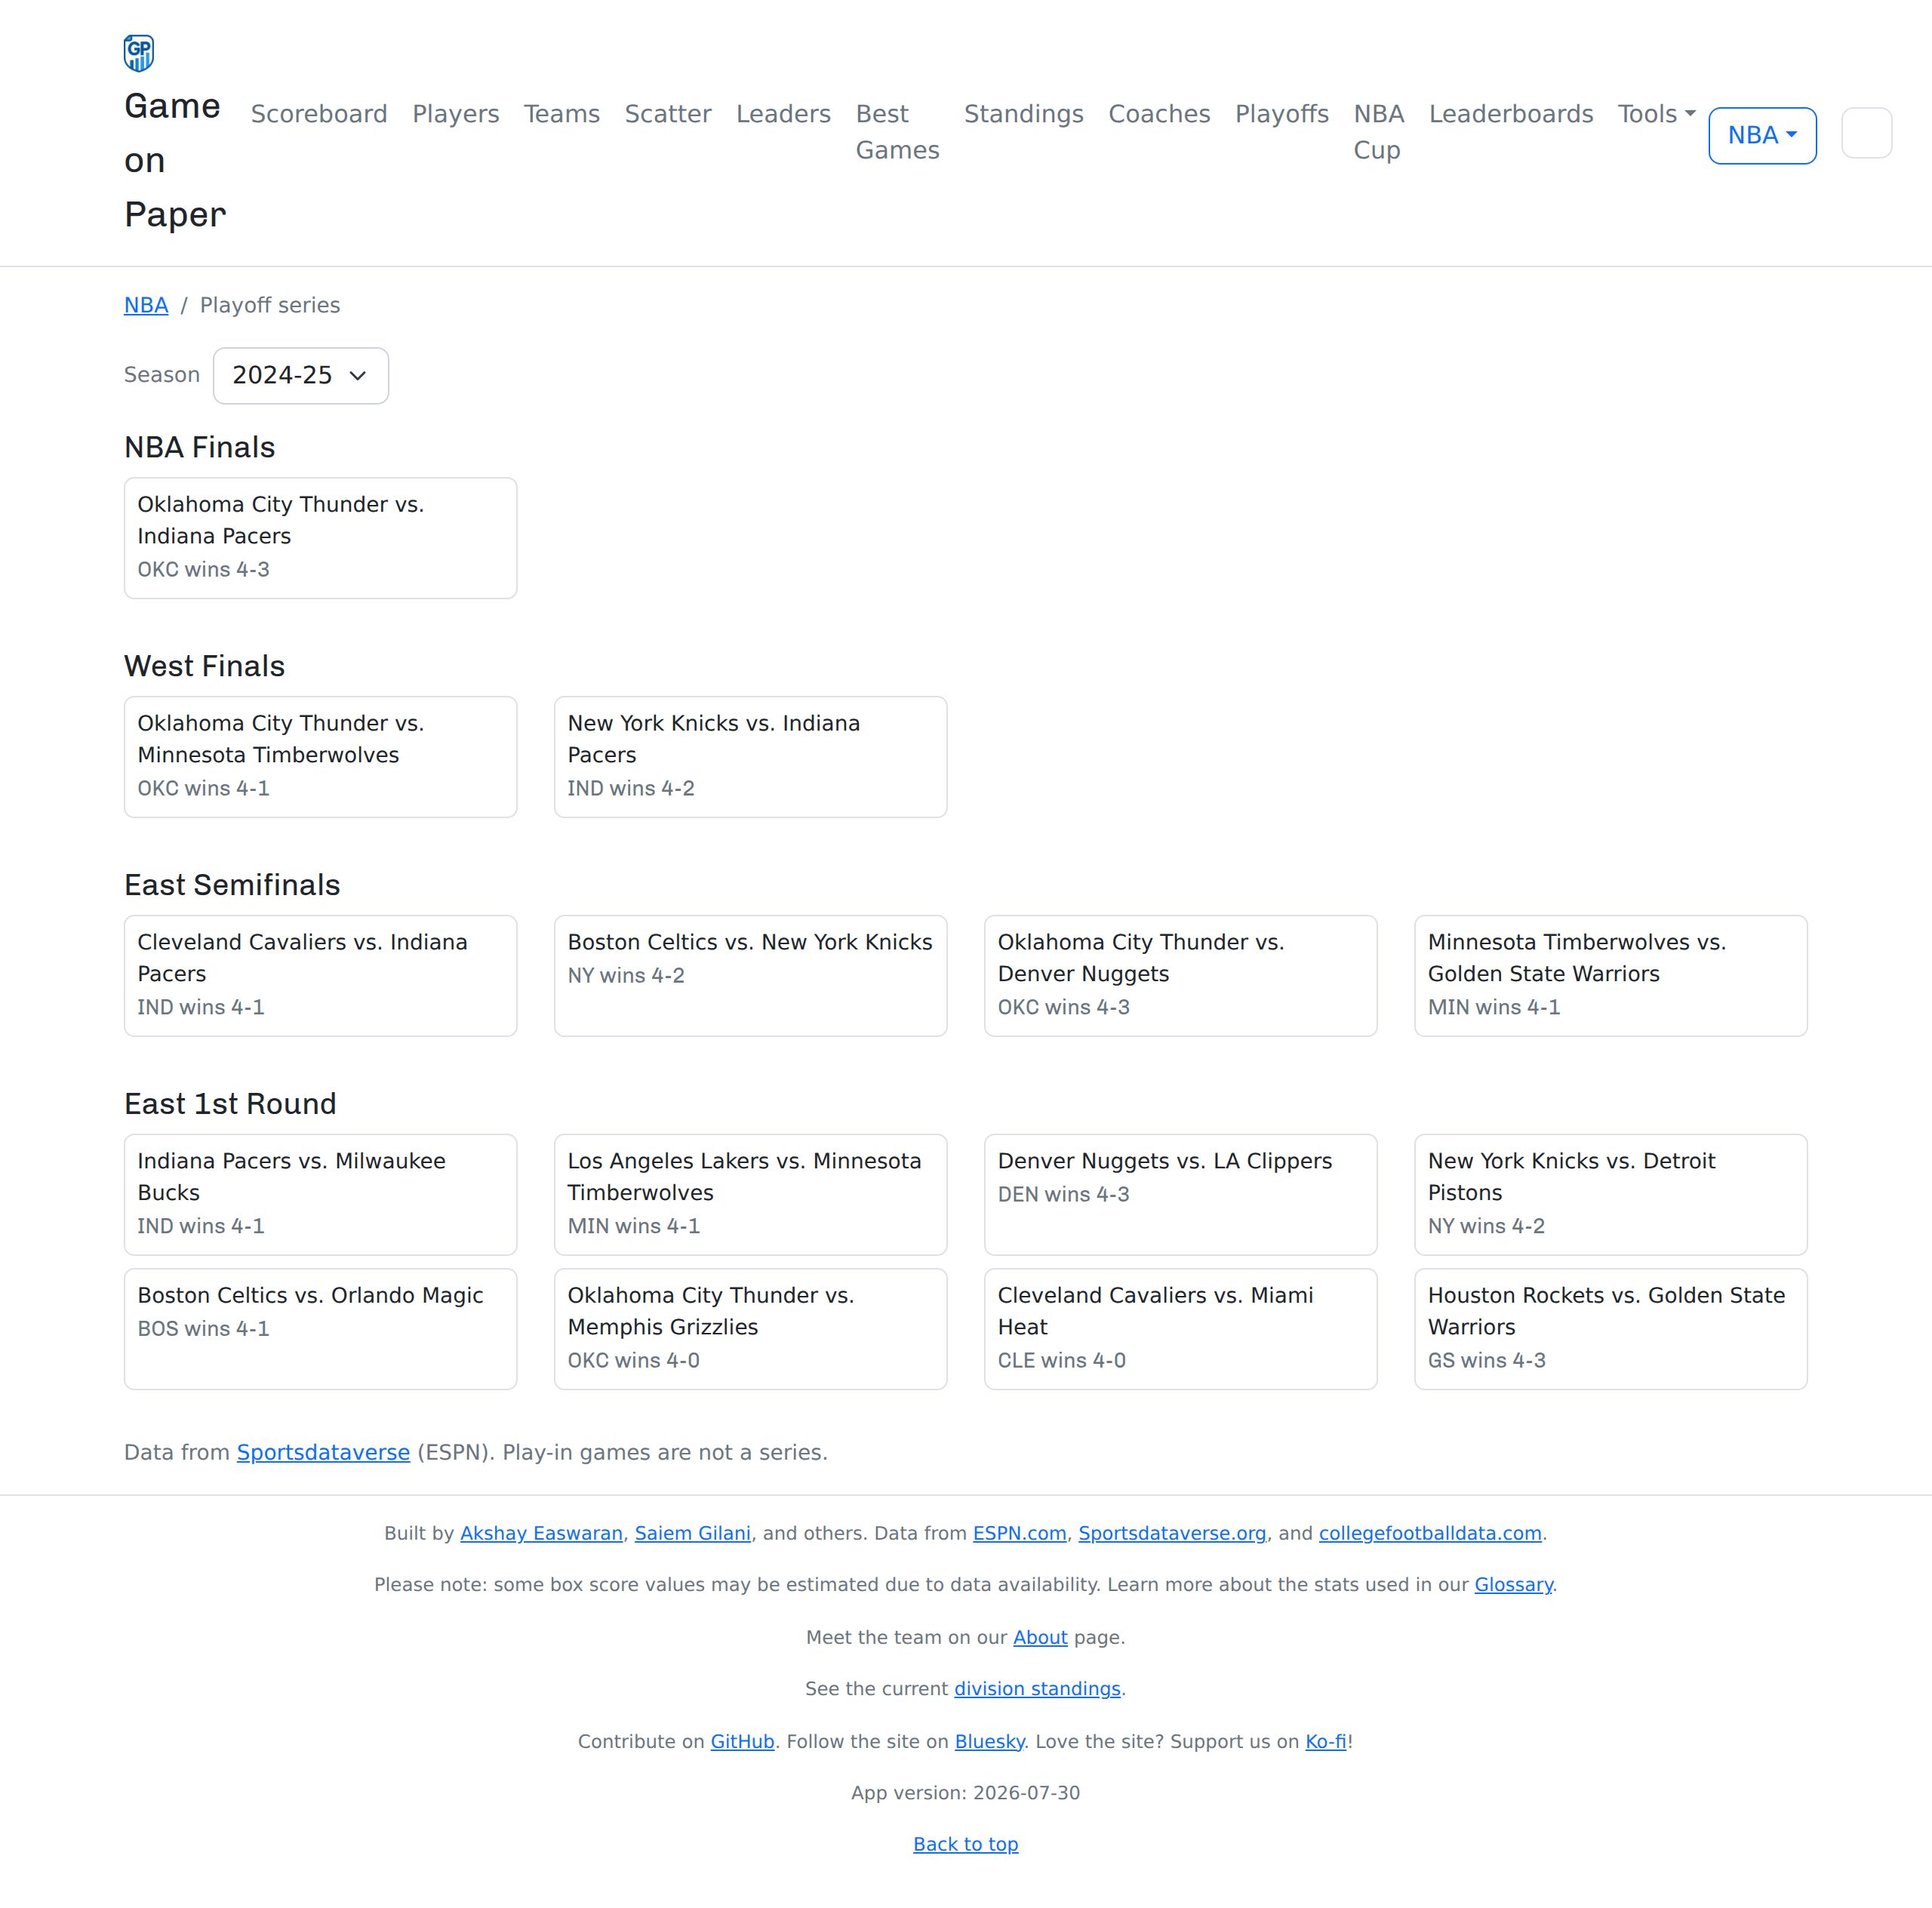 GP
Game
on
Paper
Scoreboard Players Teams Scatter Leaders Best Games Standings Coaches Playoffs NBA Cup Leaderboards Tools
NBA
NBA / Playoff series
Season 2024-25
NBA Finals
Oklahoma City Thunder vs.
Indiana Pacers
OKC wins 4-3
West Finals
Oklahoma City Thunder vs.
Minnesota Timberwolves
OKC wins 4-1
New York Knicks vs. Indiana
Pacers
IND wins 4-2
East Semifinals
Cleveland Cavaliers vs. Indiana
Pacers
IND wins 4-1
Boston Celtics vs. New York Knicks
NY wins 4-2
Oklahoma City Thunder vs.
Denver Nuggets
OKC wins 4-3
Minnesota Timberwolves vs.
Golden State Warriors
MIN wins 4-1
East 1st Round
Indiana Pacers vs. Milwaukee
Bucks
IND wins 4-1
Los Angeles Lakers vs. Minnesota
Timberwolves
MIN wins 4-1
Denver Nuggets vs. LA Clippers
DEN wins 4-3
New York Knicks vs. Detroit
Pistons
NY wins 4-2
Boston Celtics vs. Orlando Magic
BOS wins 4-1
Oklahoma City Thunder vs.
Memphis Grizzlies
OKC wins 4-0
Cleveland Cavaliers vs. Miami
Heat
CLE wins 4-0
Houston Rockets vs. Golden State
Warriors
GS wins 4-3
Data from Sportsdataverse (ESPN). Play-in games are not a series.
Built by Akshay Easwaran, Saiem Gilani, and others. Data from ESPN.com, Sportsdataverse.org, and collegefootballdata.com.
Please note: some box score values may be estimated due to data availability. Learn more about the stats used in our Glossary.
Meet the team on our About page.
See the current division standings.
Contribute on GitHub. Follow the site on Bluesky. Love the site? Support us on Ko-fi!
App version: 2026-07-30
Back to top